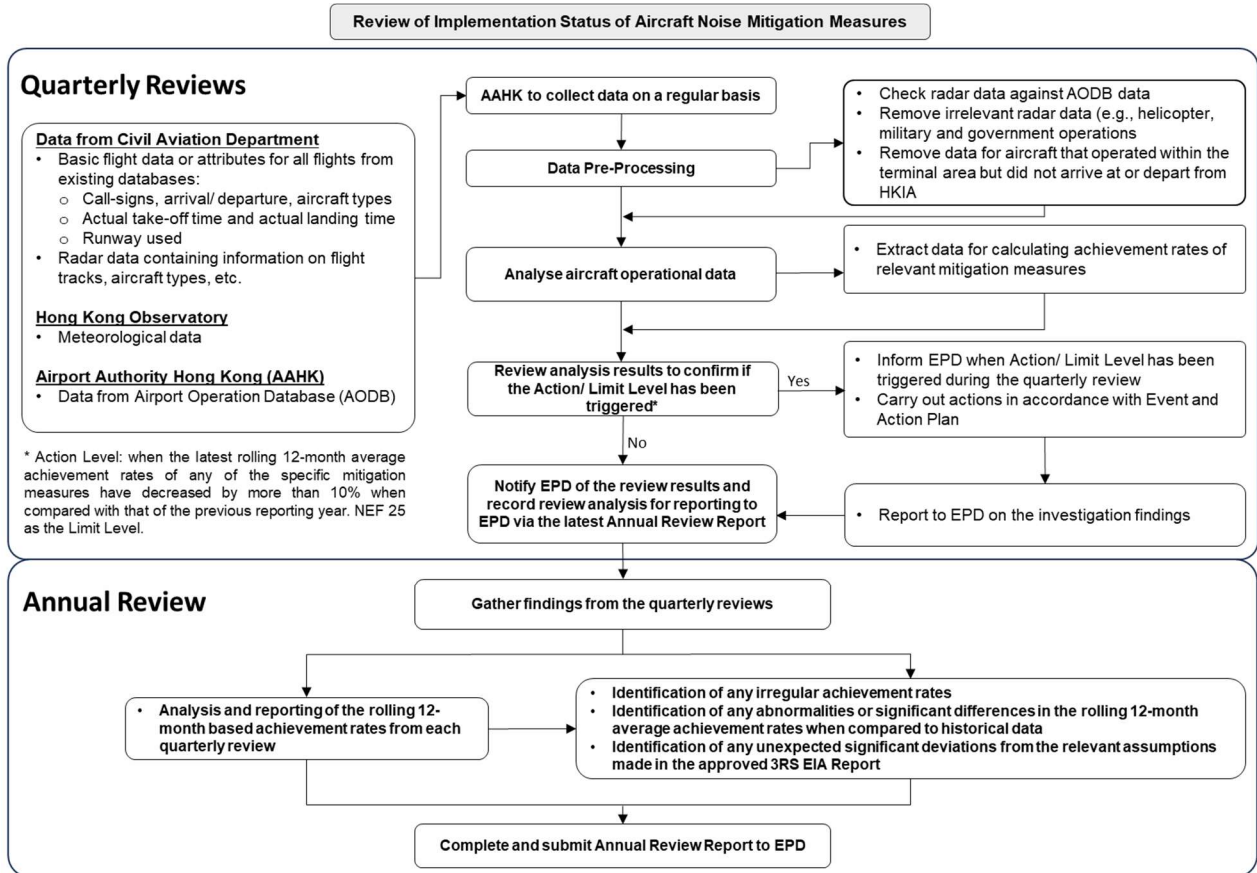 Review of Implementation Status of Aircraft Noise Mitigation Measures
Quarterly Reviews
Data from Civil Aviation Department
• Basic flight data or attributes for all flights from
existing databases:
o Call-signs, arrival/ departure, aircraft types
o Actual take-off time and actual landing time
o Runway used
• Radar data containing information on flight
tracks, aircraft types, etc.
Hong Kong Observatory
• Meteorological data
Airport Authority Hong Kong (AAHK)
• Data from Airport Operation Database (AODB)
* Action Level: when the latest rolling 12-month average
achievement rates of any of the specific mitigation
measures have decreased by more than 10% when
compared with that of the previous reporting year. NEF 25
as the Limit Level.
AAHK to collect data on a regular basis
Data Pre-Processing
• Check radar data against AODB data
• Remove irrelevant radar data (e.g., helicopter,
military and government operations
• Remove data for aircraft that operated within the
terminal area but did not arrive at or depart from
HKIA
Analyse aircraft operational data
• Extract data for calculating achievement rates of
relevant mitigation measures
Review analysis results to confirm if
the Action/ Limit Level has been
triggered*
Yes
• Inform EPD when Action/ Limit Level has been
triggered during the quarterly review
• Carry out actions in accordance with Event and
Action Plan
No
Notify EPD of the review results and
record review analysis for reporting to
EPD via the latest Annual Review Report
• Report to EPD on the investigation findings
Annual Review
Gather findings from the quarterly reviews
• Analysis and reporting of the rolling 12-
month based achievement rates from each
quarterly review
• Identification of any irregular achievement rates
• Identification of any abnormalities or significant differences in the rolling 12-month
average achievement rates when compared to historical data
• Identification of any unexpected significant deviations from the relevant assumptions
made in the approved 3RS EIA Report
Complete and submit Annual Review Report to EPD